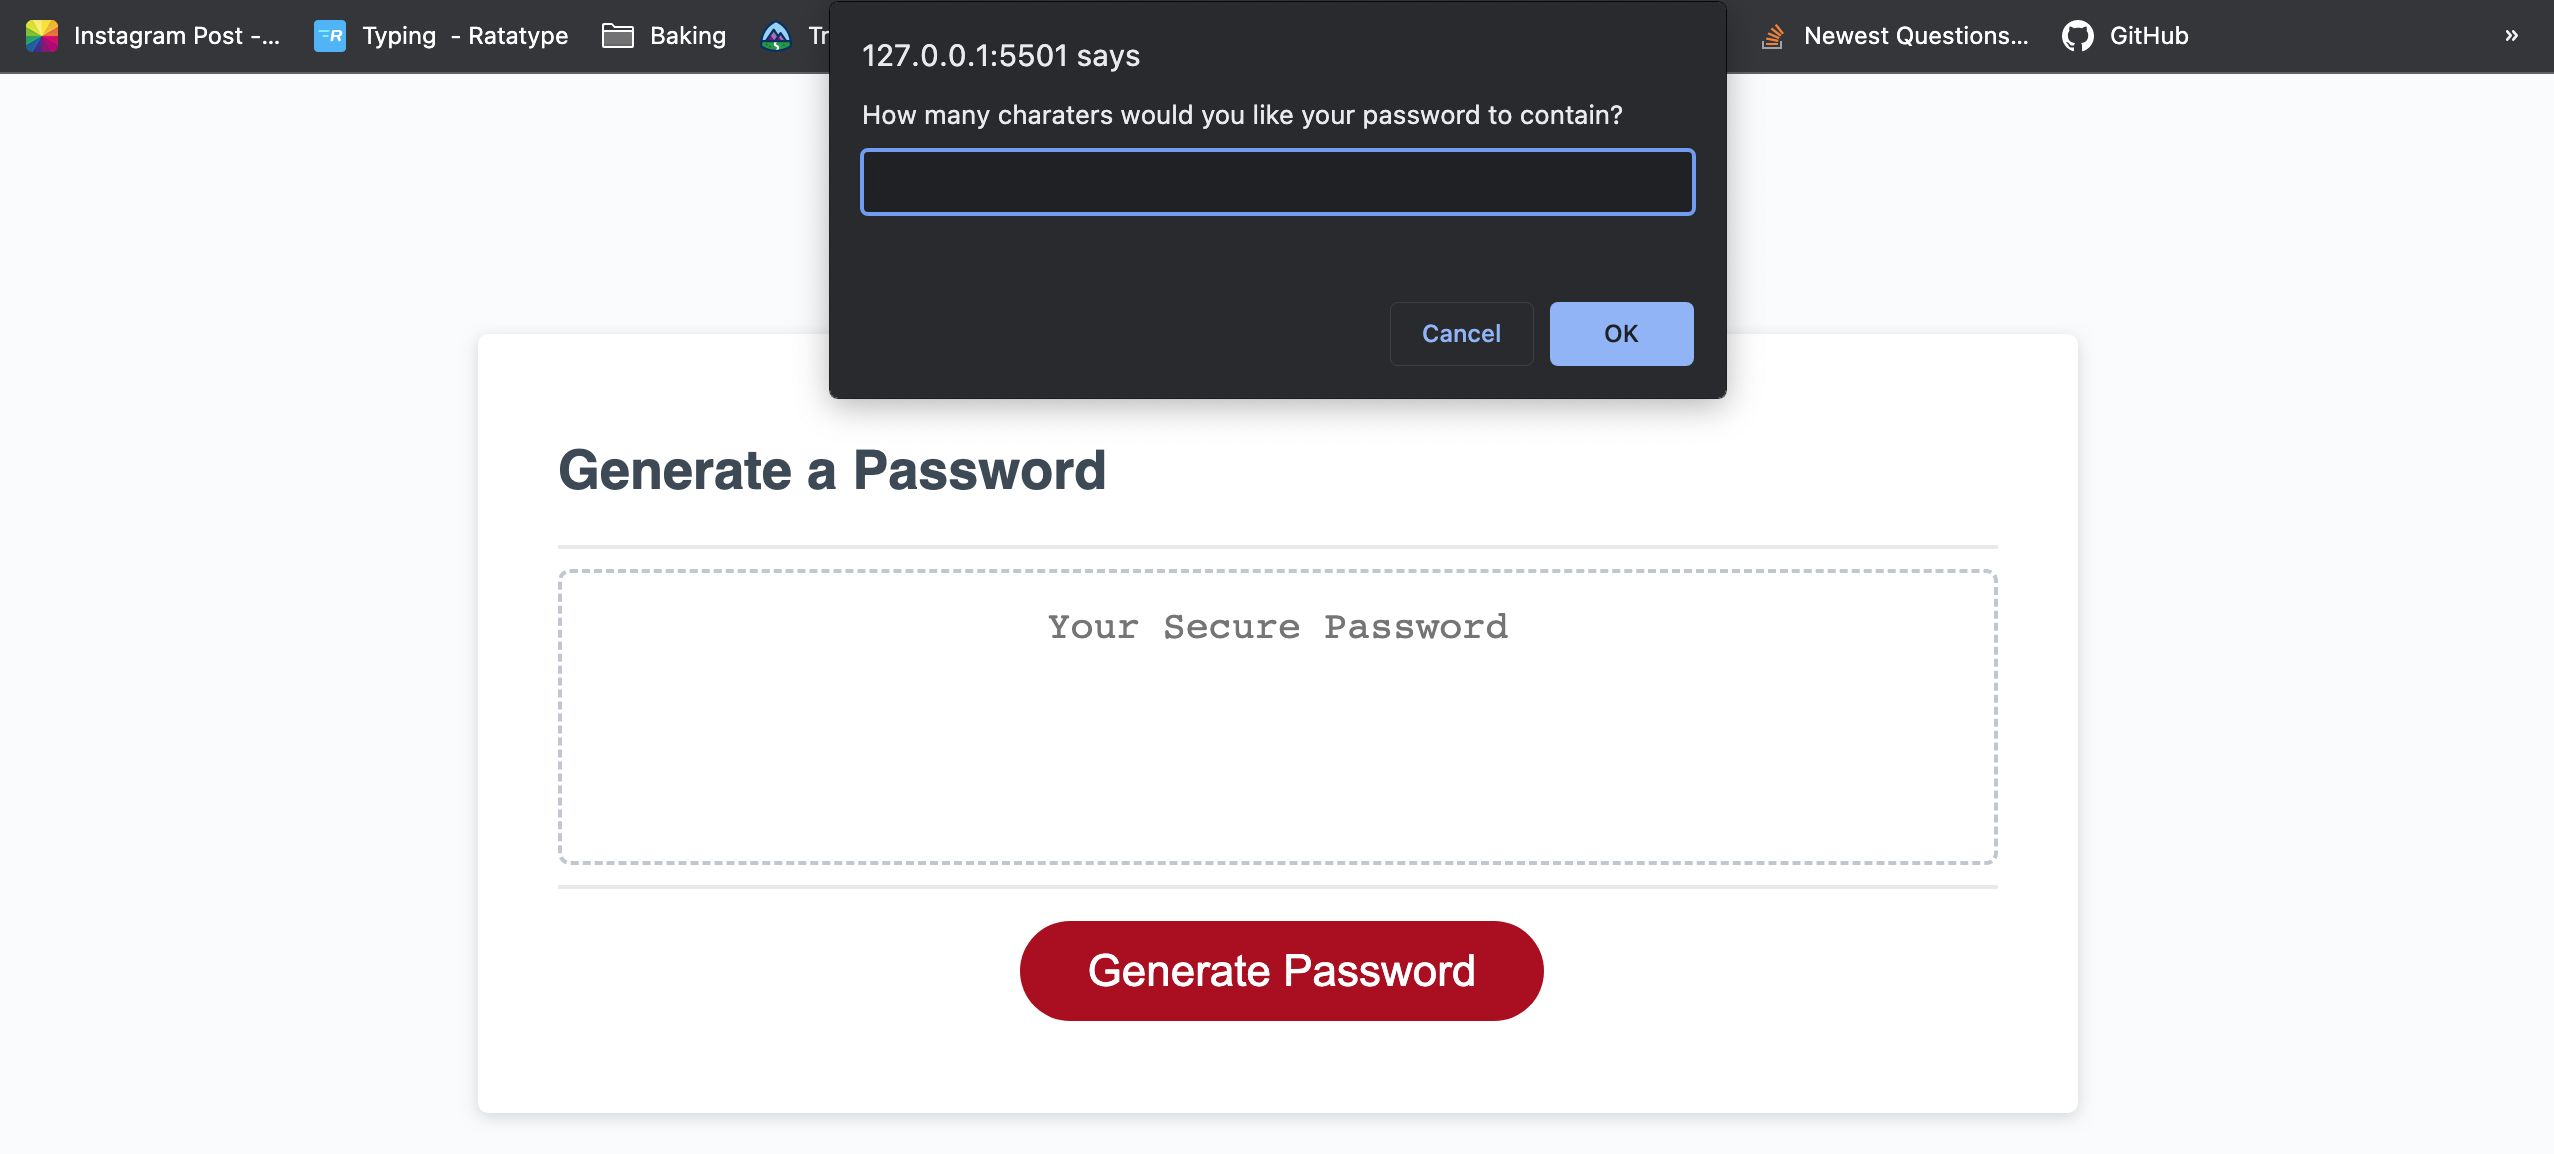 Instagram Post -...
Typing - Ratatype
Baking
Tr
Newest Questions...
GitHub
»
127.0.0.1:5501 says
How many charaters would you like your password to contain?
Cancel
OK
Generate a Password
Your Secure Password
Generate Password